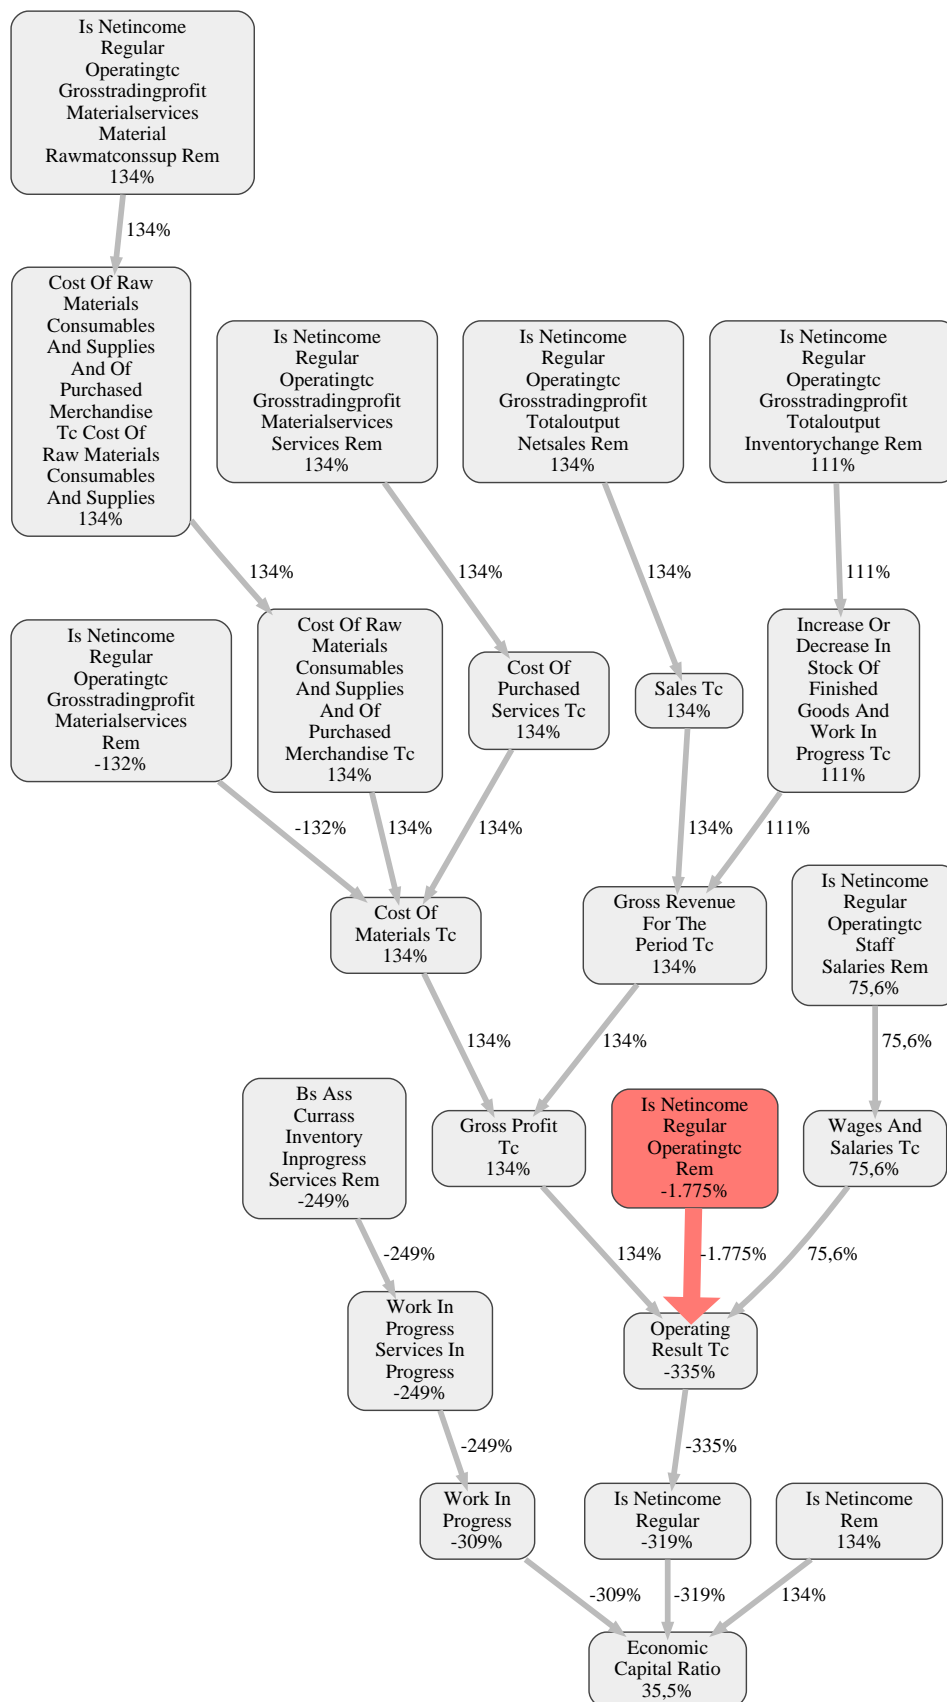 Is Netincome
Regular
Operatingtc
Grosstradingprofit
Materialservices
Material
Rawmatconssup Rem
134%
134%
Cost Of Raw
Materials
Consumables
And Supplies
And Of
Purchased
Merchandise
Tc Cost Of
Raw Materials
Consumables
And Supplies
134%
Is Netincome
Regular
Operatingtc
Grosstradingprofit
Materialservices
Services Rem
134%
Is Netincome
Regular
Operatingtc
Grosstradingprofit
Totaloutput
Netsales Rem
134%
Is Netincome
Regular
Operatingtc
Grosstradingprofit
Totaloutput
Inventorychange Rem
111%
134%
134%
134%
111%
Is Netincome
Regular
Operatingtc
Grosstradingprofit
Materialservices
Rem
-132%
Cost Of Raw
Materials
Consumables
And Supplies
And Of
Purchased
Merchandise Tc
134%
Cost Of
Purchased
Services Tc
134%
Sales Tc
134%
Increase Or
Decrease In
Stock Of
Finished
Goods And
Work In
Progress Tc
111%
-132%
134%
134%
134%
111%
Cost Of
Materials Tc
134%
Gross Revenue
For The
Period Tc
134%
Is Netincome
Regular
Operatingtc
Staff
Salaries Rem
75,6%
134%
134%
75,6%
Bs Ass
Currass
Inventory
Inprogress
Services Rem
-249%
Gross Profit
Tc
134%
Is Netincome
Regular
Operatingtc
Rem
-1.775%
Wages And
Salaries Tc
75,6%
-249%
134%
-1.775%
75,6%
Work In
Progress
Services In
Progress
-249%
Operating
Result Tc
-335%
-249%
-335%
Work In
Progress
-309%
Is Netincome
Regular
-319%
Is Netincome
Rem
134%
-309%
-319%
134%
Economic
Capital Ratio
35,5%